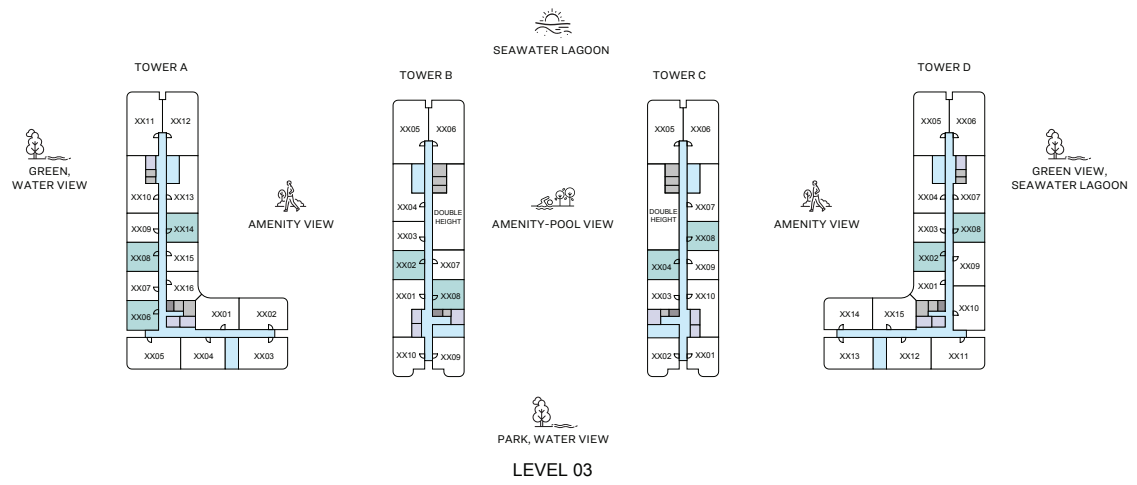 SEAWATER LAGOON
TOWER A
TOWER B
TOWER C
TOWER D
GREEN,
WATER VIEW
AMENITY VIEW
AMENITY-POOL VIEW
AMENITY VIEW
GREEN VIEW,
SEAWATER LAGOON
XX11 XX12
XX10 XX13
XX09 XX14
XX08 XX15
XX07 XX16
XX06 XX01 XX02
XX05 XX04 XX03
XX05 XX06
XX04 DOUBLE
HEIGHT
XX03
XX02 XX07
XX01 XX08
XX10 XX09
XX05 XX06
DOUBLE
HEIGHT
XX07
XX08
XX04 XX09
XX03 XX10
XX02 XX01
XX05 XX06
XX04 XX07
XX03 XX08
XX02 XX09
XX01
XX14 XX15 XX10
XX13 XX12 XX11
PARK, WATER VIEW
LEVEL 03